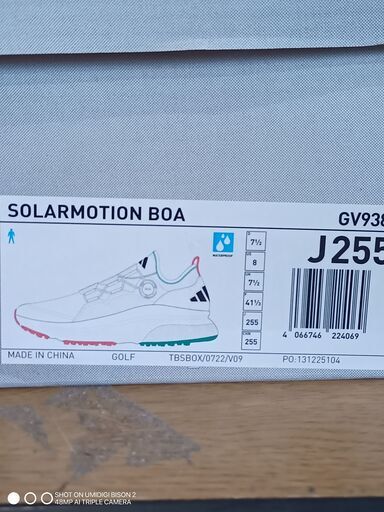 SOLARMOTION BOA
GV938
J255
WATERPROOF
7½
8
7½
41⅓
255
255
4 066746 224069
MADE IN CHINA GOLF TBSBOX/0722/V09 PO:131225104
SHOT ON UMIDIGI BISON 2
48MP AI TRIPLE CAMERA